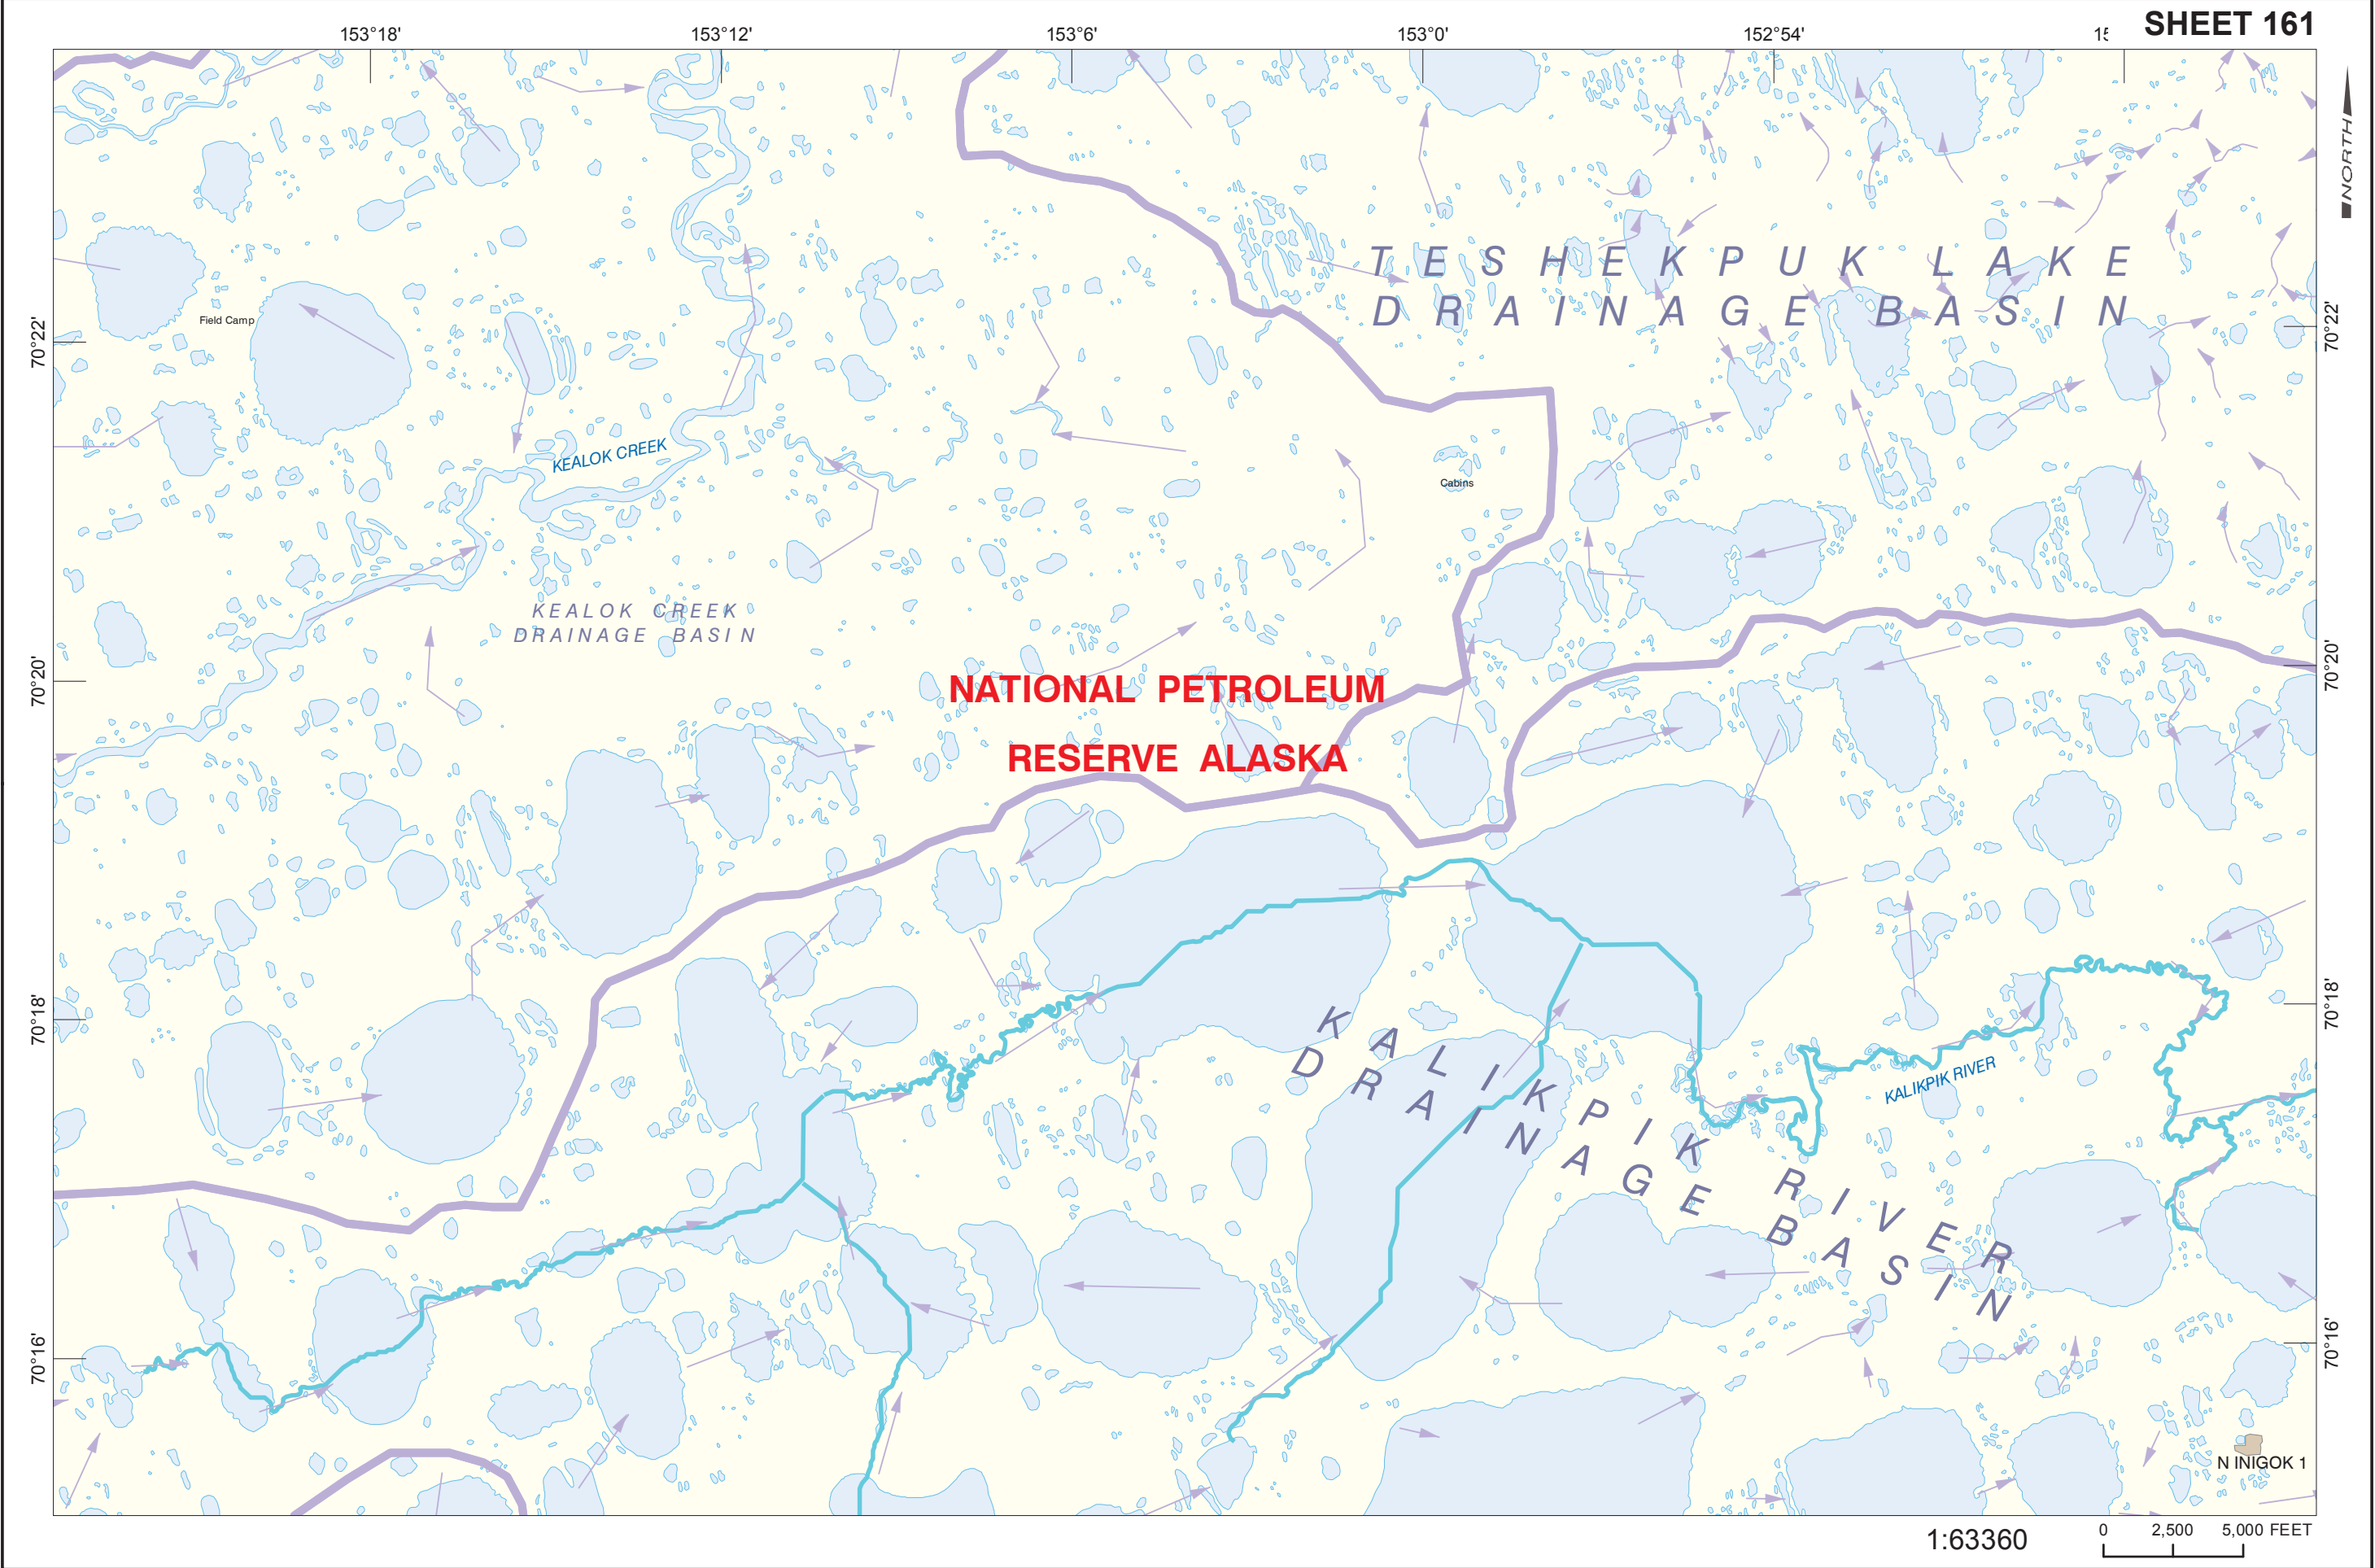 SHEET 161
153°18'
153°12'
153°6'
153°0'
152°54'
15
NORTH
TESHEKPUK LAKE
DRAINAGE BASIN
Field Camp
70°22'
70°22'
KEALOK CREEK
Cabins
KEALOK CREEK
DRAINAGE BASIN
70°20'
70°20'
NATIONAL PETROLEUM
RESERVE ALASKA
70°18'
70°18'
KALIKPIK RIVER
DRAINAGE BASIN
KALIKPIK RIVER
70°16'
70°16'
N INIGOK 1
1:63360
0 2,500 5,000 FEET